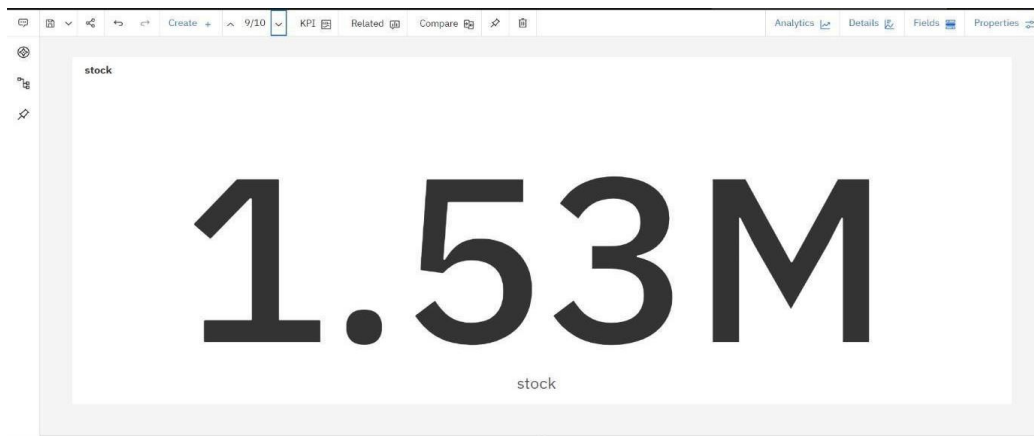 Create + 9/10 KPI Related Compare Analytics Details Fields Properties
stock
1.53M
stock